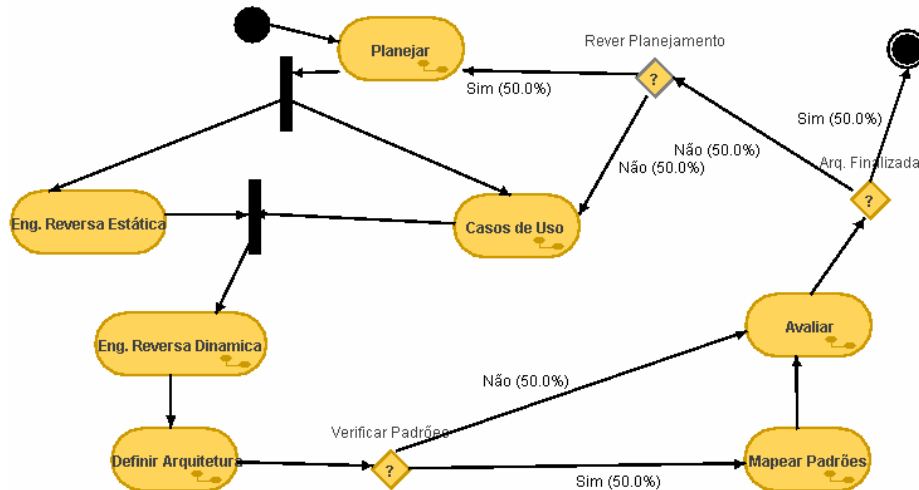 Rever Planejamento
Planejar
?
Sim (50.0%)
Sim (50.0%)
Não (50.0%)
Não (50.0%)
Arq. Finalizada
?
Eng. Reversa Estática
Casos de Uso
Avaliar
Eng. Reversa Dinamica
Não (50.0%)
Verificar Padrões
Definir Arquitetura
?
Mapear Padrões
Sim (50.0%)